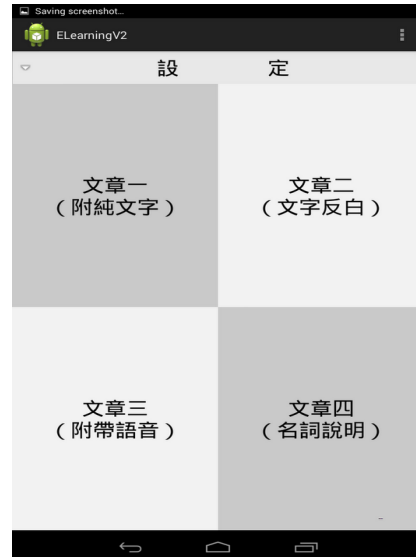 Saving screenshot...
ELearningV2
設 定
文章一
（附純文字）
文章二
（文字反白）
文章三
（附帶語音）
文章四
（名詞說明）